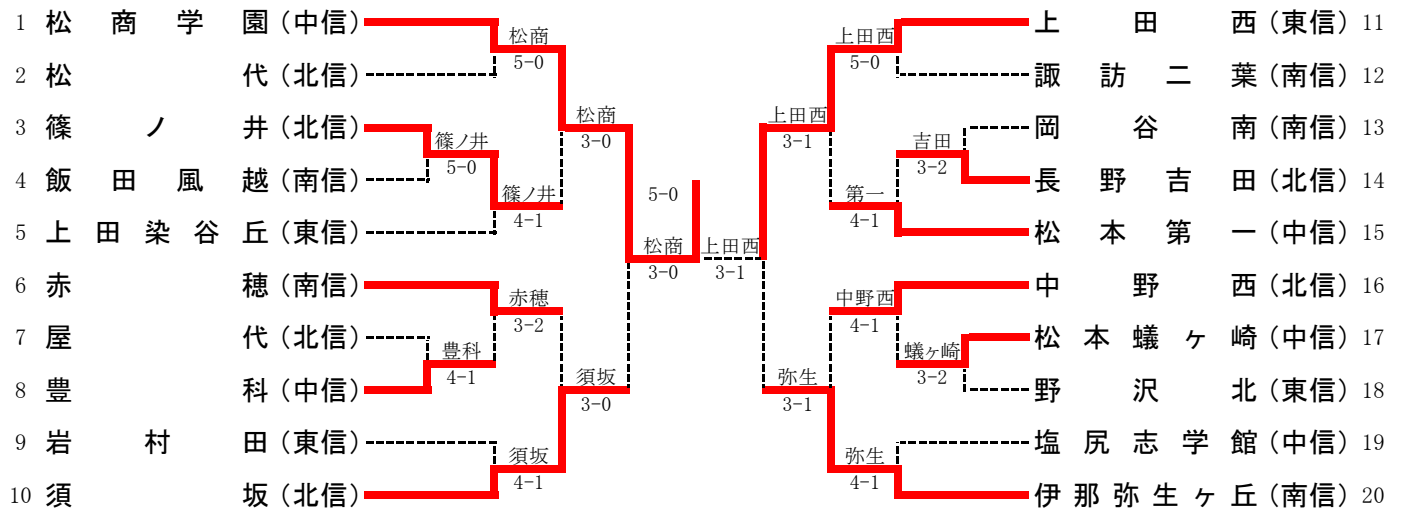 1 松商学園(中信)
2 松代(北信)
3 篠ノ井(北信)
4 飯田風越(南信)
5 上田染谷丘(東信)
6 赤穂(南信)
7 屋代(北信)
8 豊科(中信)
9 岩村田(東信)
10 須坂(北信)
松商
5-0
篠ノ井
5-0
篠ノ井
4-1
松商
3-0
赤穂
3-2
豊科
4-1
須坂
3-0
須坂
4-1
松商
3-0
5-0
上田西
3-1
上田西
5-0
上田西
3-1
吉田
3-2
第一
4-1
中野西
4-1
蟻ヶ崎
3-2
弥生
3-1
弥生
4-1
上田西(東信) 11
諏訪二葉(南信) 12
岡谷南(南信) 13
長野吉田(北信) 14
松本第一(中信) 15
中野西(北信) 16
松本蟻ヶ崎(中信) 17
野沢北(東信) 18
塩尻志学館(中信) 19
伊那弥生ヶ丘(南信) 20